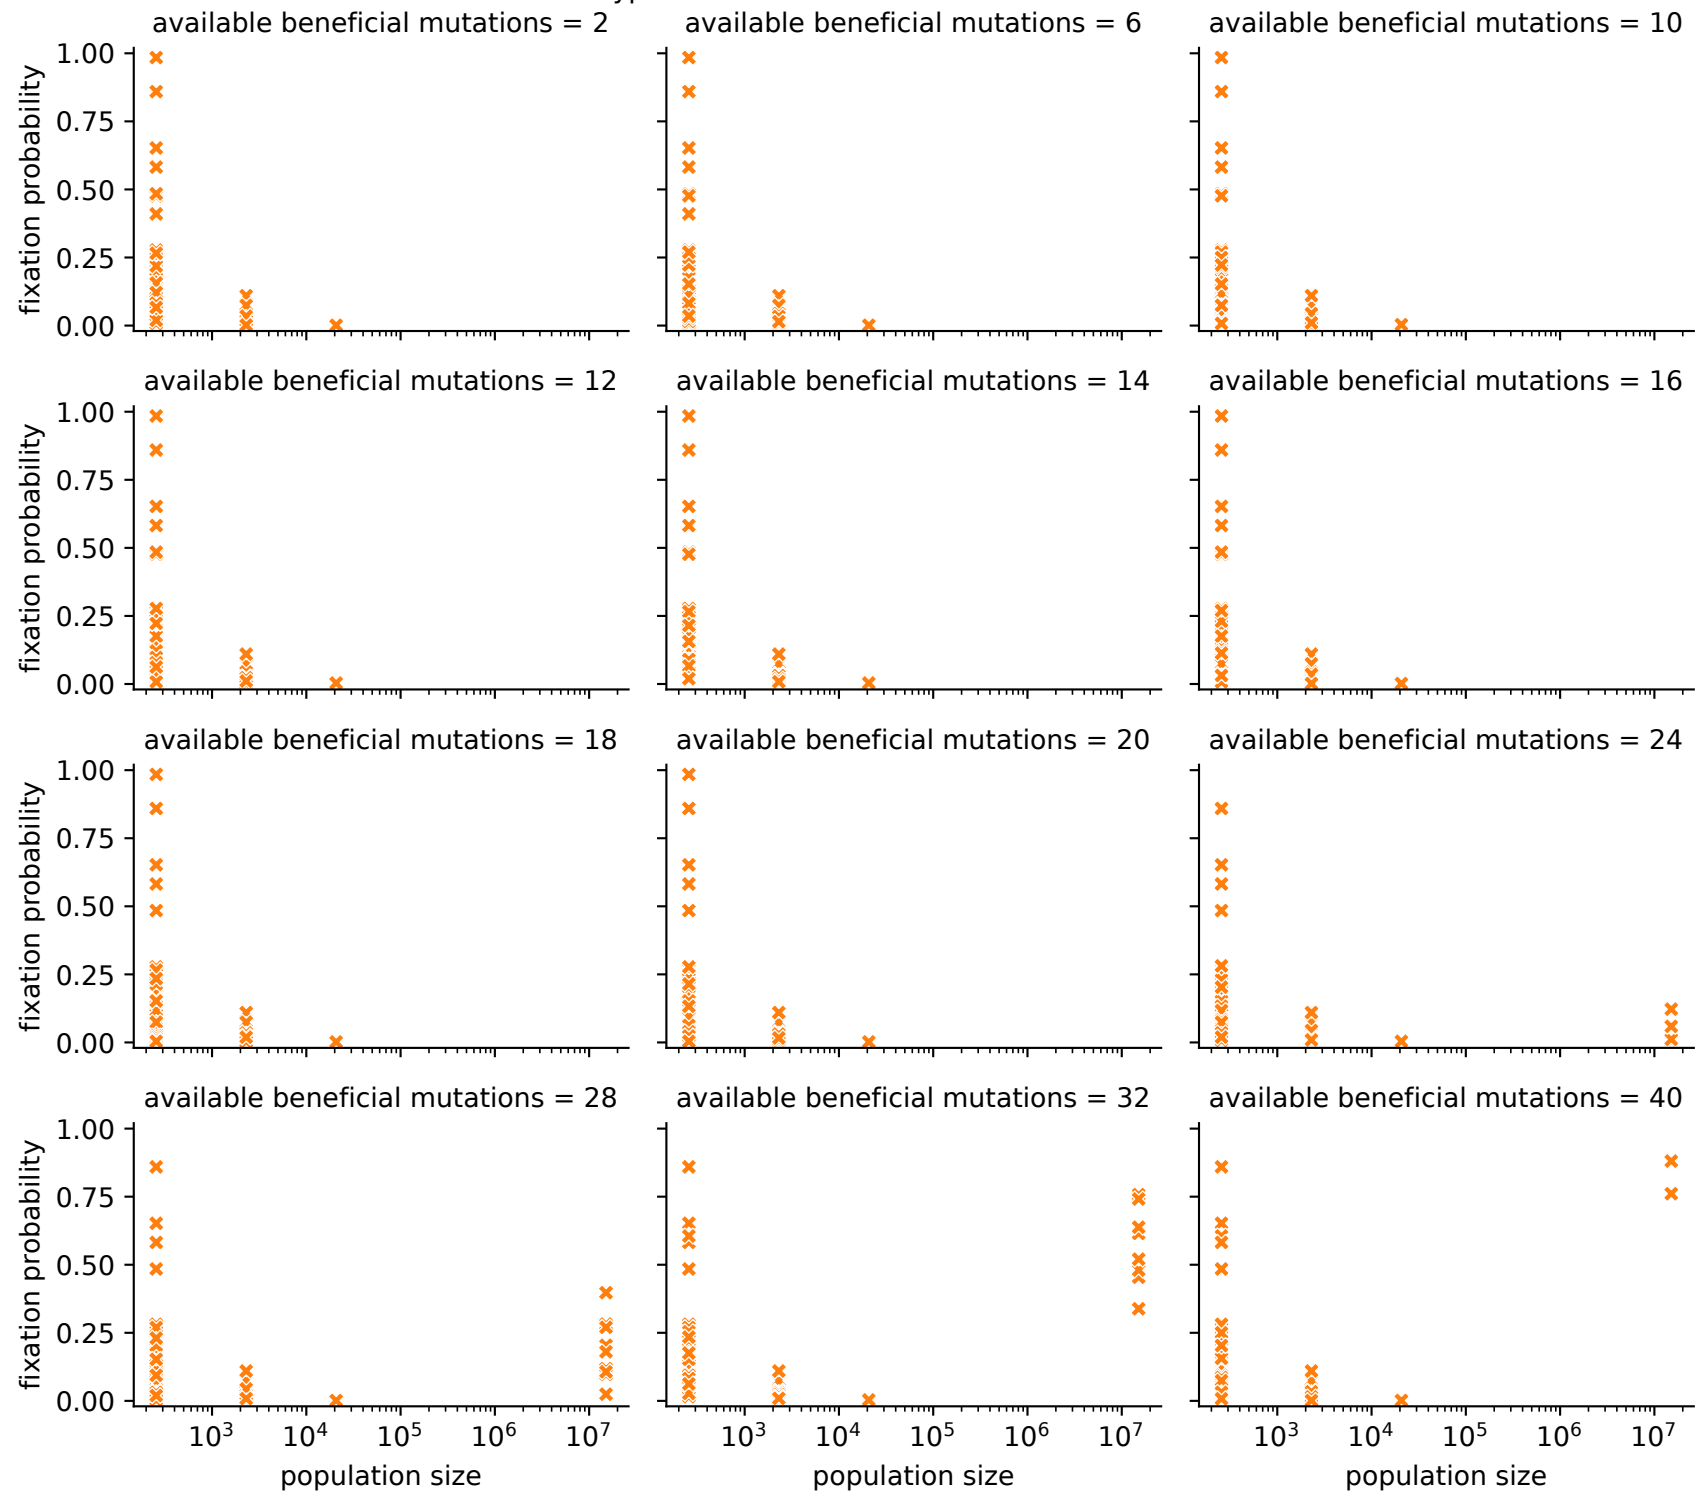 available beneficial mutations = 2
available beneficial mutations = 6
available beneficial mutations = 10
fixation probability
1.00
0.75
0.50
0.25
0.00
available beneficial mutations = 12
available beneficial mutations = 14
available beneficial mutations = 16
fixation probability
1.00
0.75
0.50
0.25
0.00
available beneficial mutations = 18
available beneficial mutations = 20
available beneficial mutations = 24
fixation probability
1.00
0.75
0.50
0.25
0.00
available beneficial mutations = 28
available beneficial mutations = 32
available beneficial mutations = 40
fixation probability
1.00
0.75
0.50
0.25
0.00
10³ 10⁴ 10⁵ 10⁶ 10⁷
10³ 10⁴ 10⁵ 10⁶ 10⁷
10³ 10⁴ 10⁵ 10⁶ 10⁷
population size
population size
population size